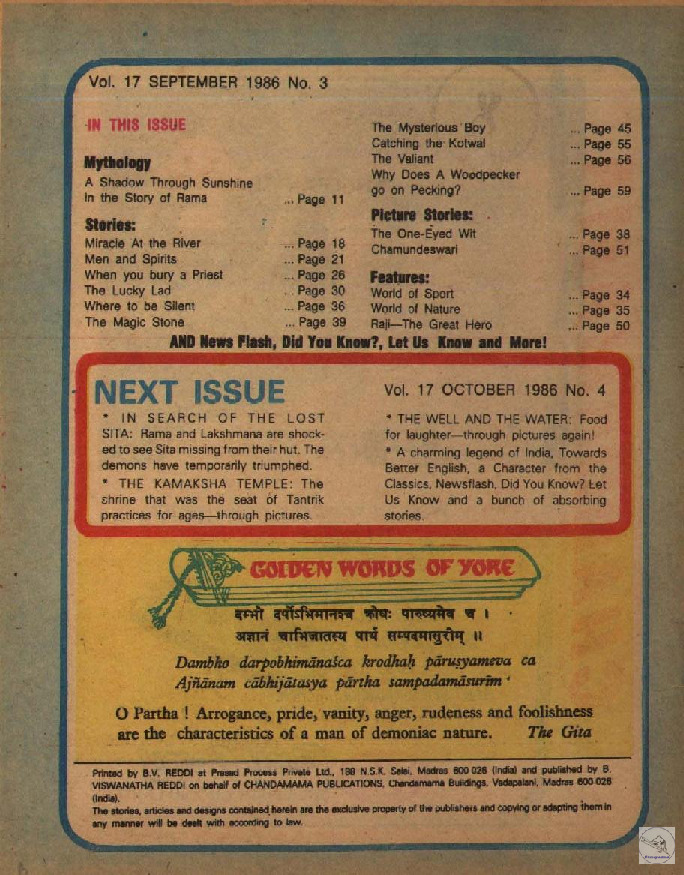 Vol. 17 SEPTEMBER 1986 No. 3
IN THIS ISSUE
Mythology
A Shadow Through Sunshine
In the Story of Rama ... Page 11
Stories:
Miracle At the River ... Page 18
Men and Spirits ... Page 21
When you bury a Priest ... Page 26
The Lucky Lad ... Page 30
Where to be Silent ... Page 36
The Magic Stone ... Page 39
The Mysterious Boy ... Page 45
Catching the Kotwal ... Page 55
The Valiant ... Page 56
Why Does A Woodpecker
go on Pecking? ... Page 59
Picture Stories:
The One-Eyed Wit ... Page 38
Chamundeswari ... Page 51
Features:
World of Sport ... Page 34
World of Nature ... Page 35
Raji—The Great Hero ... Page 50
AND News Flash, Did You Know?, Let Us Know and More!
NEXT ISSUE
* IN SEARCH OF THE LOST
SITA: Rama and Lakshmana are shock-
ed to see Sita missing from their hut. The
demons have temporarily triumphed.
* THE KAMAKSHA TEMPLE: The
shrine that was the seat of Tantrik
practices for ages—through pictures.
Vol. 17 OCTOBER 1986 No. 4
* THE WELL AND THE WATER: Food
for laughter—through pictures again!
* A charming legend of India, Towards
Better English, a Character from the
Classics, Newsflash, Did You Know? Let
Us Know and a bunch of absorbing
stories.
GOLDEN WORDS OF YORE
दम्भो दर्पोऽभिमानश्च क्रोधः पारुष्यमेव च ।
अज्ञानं चाभिजातस्य पार्थ सम्पदमासुरीम् ॥
Dambho darpobhimānaśca krodhaḥ pāruṣyameva ca
Ajñānam cābhijātasya pārtha sampadamāsurīm
O Partha ! Arrogance, pride, vanity, anger, rudeness and foolishness
are the characteristics of a man of demoniac nature. The Gita
Printed by B.V. REDDI at Prasad Process Private Ltd., 188 N.S.K. Salai, Madras 600 026 (India) and published by B.
VISWANATHA REDDI on behalf of CHANDAMAMA PUBLICATIONS, Chandamama Buildings, Vadapalani, Madras 600 026
(India).
The stories, articles and designs contained herein are the exclusive property of the publishers and copying or adapting them in
any manner will be dealt with according to law.